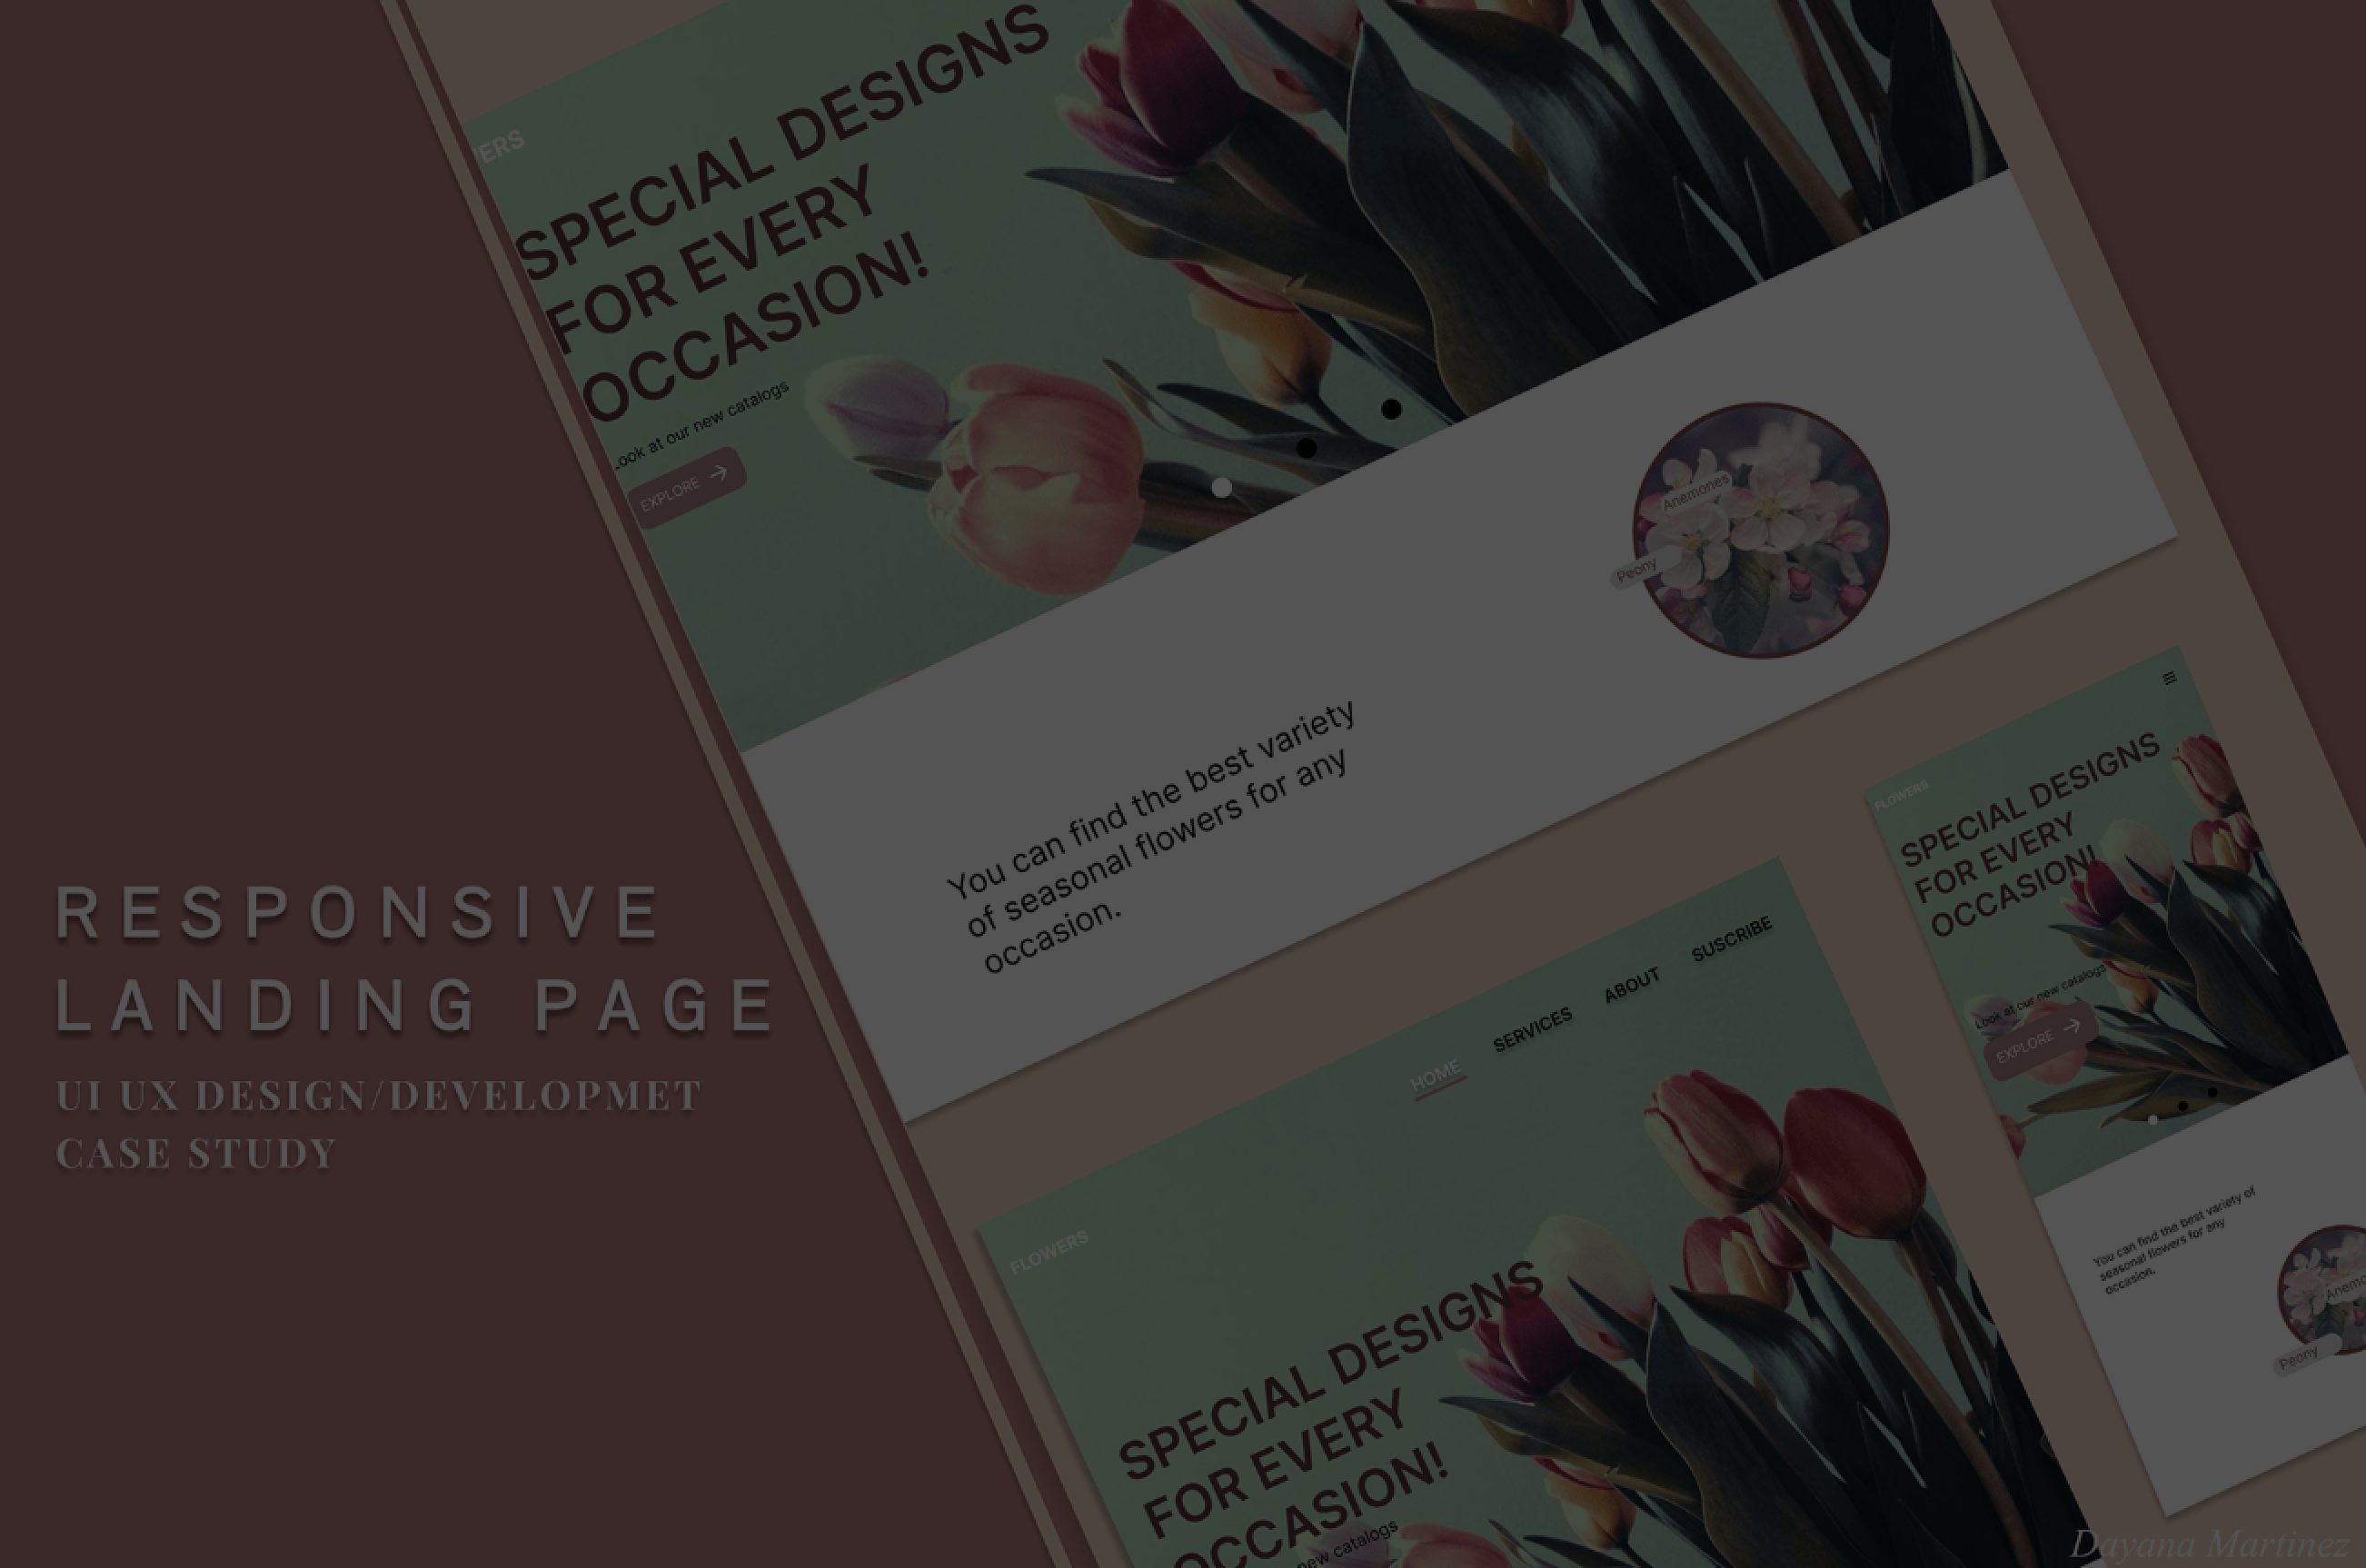 ERS
SPECIAL DESIGNS
FOR EVERY
OCCASION!
Look at our new catalogs
EXPLORE
Anemones
Peony
You can find the best variety
of seasonal flowers for any
occasion.
RESPONSIVE
LANDING PAGE
UI UX DESIGN/DEVELOPMET
CASE STUDY
HOME SERVICES ABOUT SUSCRIBE
FLOWERS
SPECIAL DESIGNS
FOR EVERY
OCCASION!
new catalogs
FLOWERS
SPECIAL DESIGNS
FOR EVERY
OCCASION!
Look at our new catalogs
EXPLORE
You can find the best variety of
seasonal flowers for any
occasion.
Anemo
Peony
Dayana Martinez